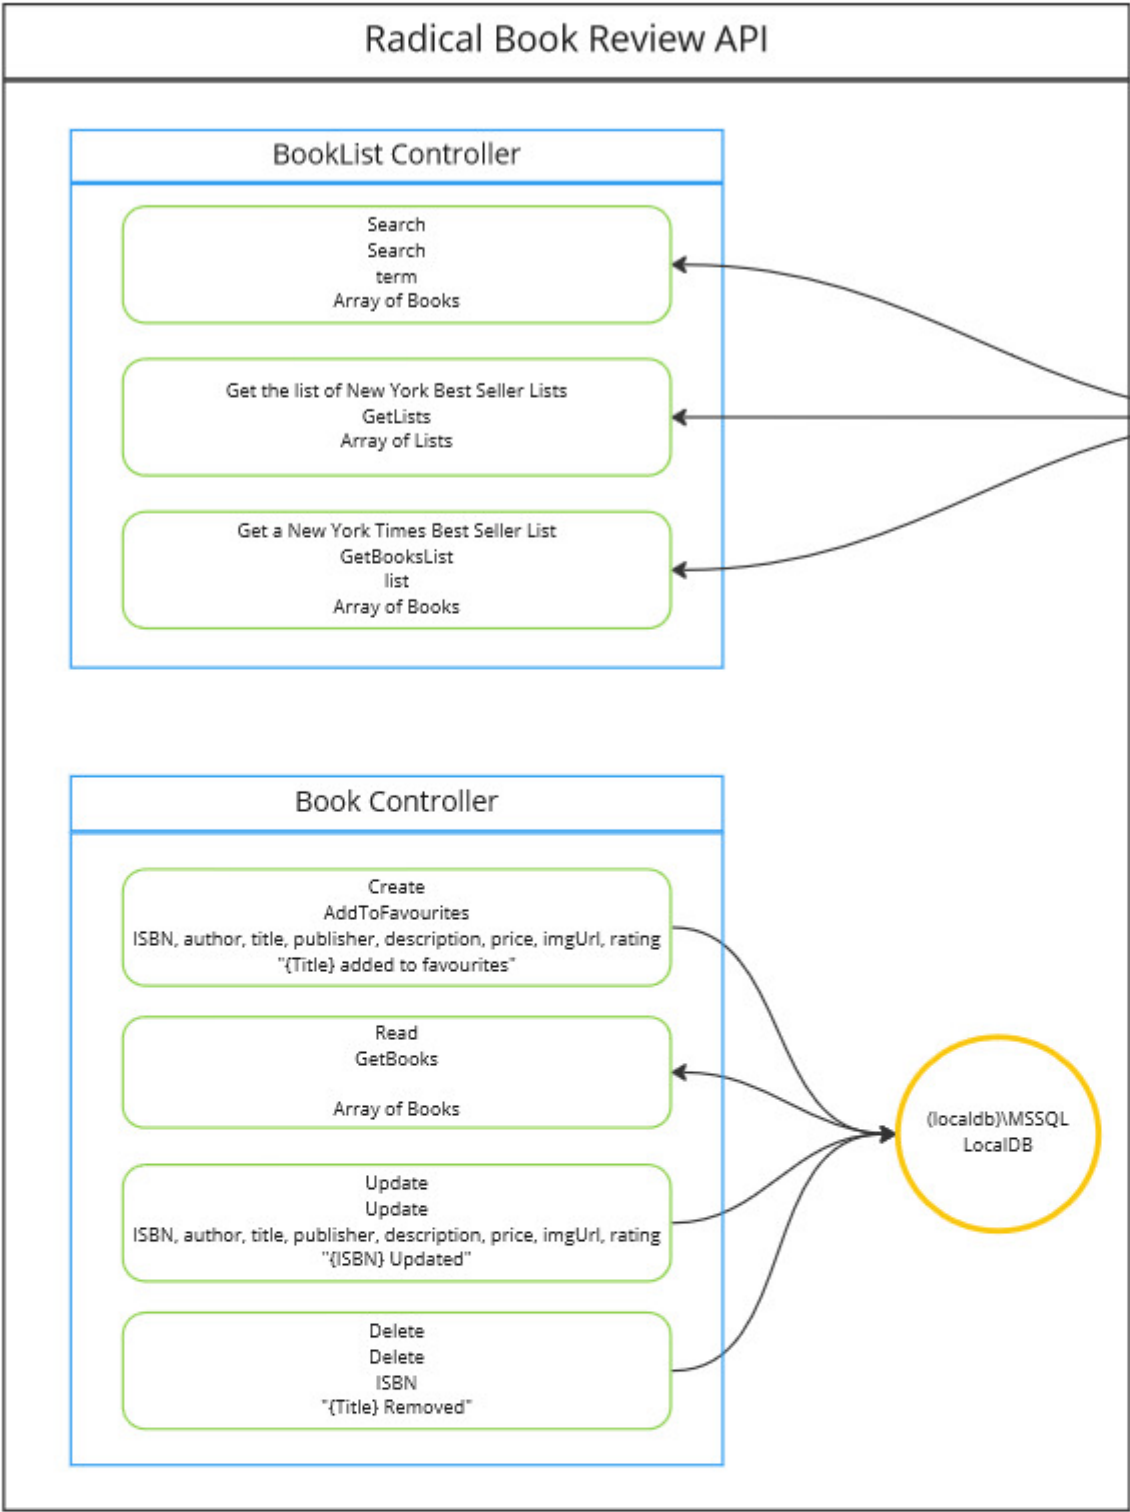 Radical Book Review API
BookList Controller
Search
Search
term
Array of Books
Get the list of New York Best Seller Lists
GetLists
Array of Lists
Get a New York Times Best Seller List
GetBooksList
list
Array of Books
Book Controller
Create
AddToFavourites
ISBN, author, title, publisher, description, price, imgUrl, rating
"{Title} added to favourites"
Read
GetBooks
Array of Books
Update
Update
ISBN, author, title, publisher, description, price, imgUrl, rating
"{ISBN} Updated"
Delete
Delete
ISBN
"{Title} Removed"
(localdb)\MSSQL
LocalDB